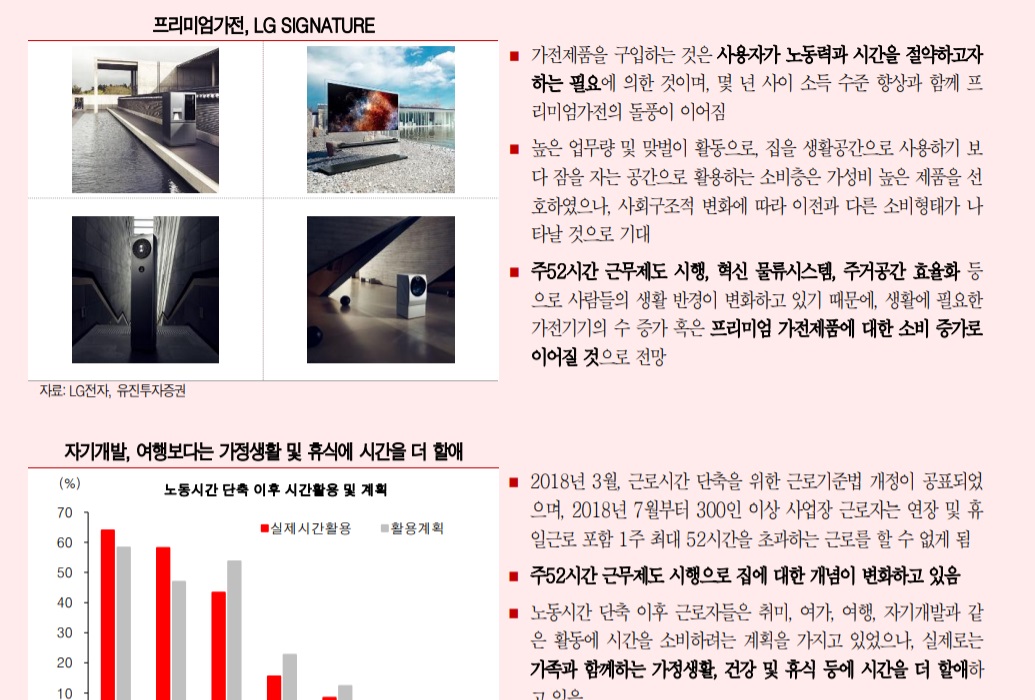 프리미엄가전, LG SIGNATURE
자료: LG전자, 유진투자증권
■ 가전제품을 구입하는 것은 사용자가 노동력과 시간을 절약하고자
하는 필요에 의한 것이며, 몇 년 사이 소득 수준 향상과 함께 프
리미엄가전의 돌풍이 이어짐
■ 높은 업무량 및 맞벌이 활동으로, 집을 생활공간으로 사용하기 보
다 잠을 자는 공간으로 활용하는 소비층은 가성비 높은 제품을 선
호하였으나, 사회구조적 변화에 따라 이전과 다른 소비형태가 나
타날 것으로 기대
■ 주52시간 근무제도 시행, 혁신 물류시스템, 주거공간 효율화 등
으로 사람들의 생활 반경이 변화하고 있기 때문에, 생활에 필요한
가전기기의 수 증가 혹은 프리미엄 가전제품에 대한 소비 증가로
이어질 것으로 전망
자기개발, 여행보다는 가정생활 및 휴식에 시간을 더 할애
(%)
노동시간 단축 이후 시간활용 및 계획
실제시간활용
활용계획
70
60
50
40
30
20
10
■ 2018년 3월, 근로시간 단축을 위한 근로기준법 개정이 공표되었
으며, 2018년 7월부터 300인 이상 사업장 근로자는 연장 및 휴
일근로 포함 1주 최대 52시간을 초과하는 근로를 할 수 없게 됨
■ 주52시간 근무제도 시행으로 집에 대한 개념이 변화하고 있음
■ 노동시간 단축 이후 근로자들은 취미, 여가, 여행, 자기개발과 같
은 활동에 시간을 소비하려는 계획을 가지고 있었으나, 실제로는
가족과 함께하는 가정생활, 건강 및 휴식 등에 시간을 더 할애하
고 있음